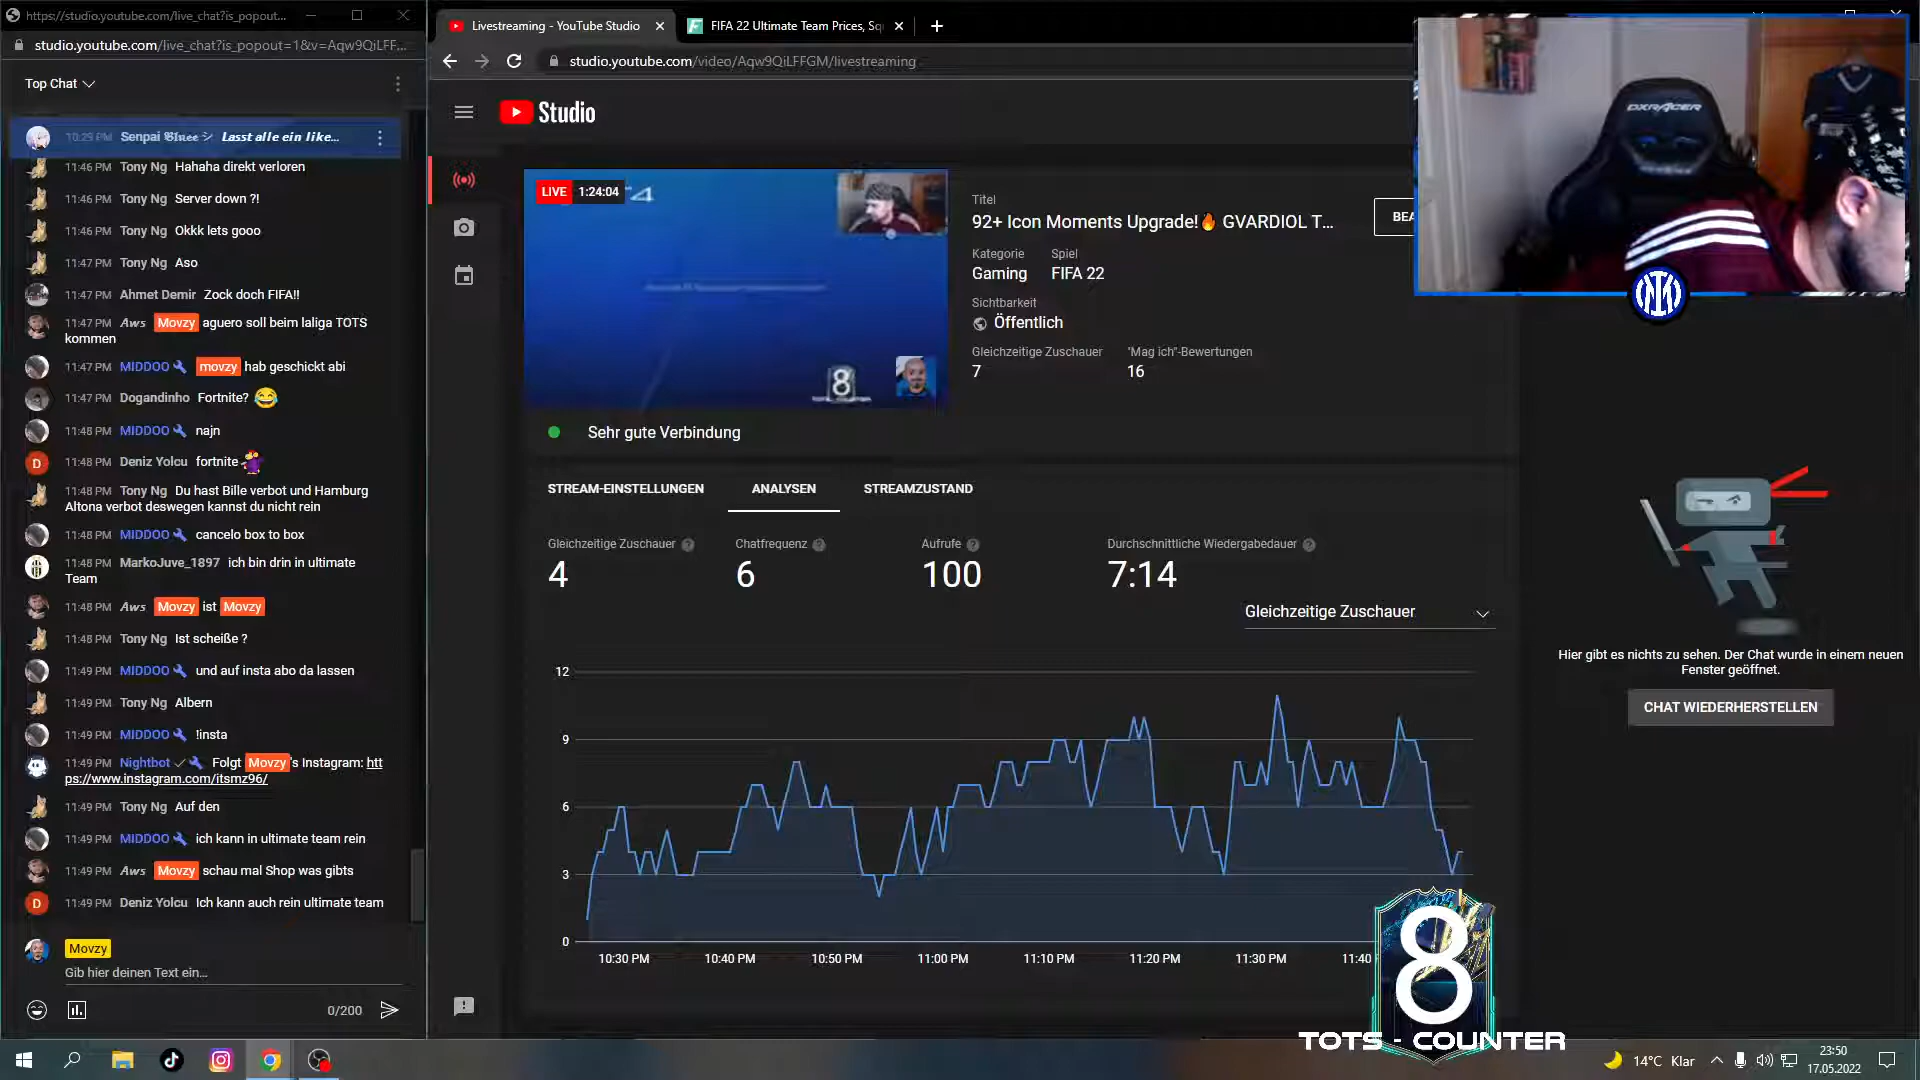 https://studio.youtube.com/live_chat?is_popout...
studio.youtube.com/live_chat?is_popout=1&v=Aqw9QiLFF...
Top Chat
10:29 PM Senpai Lasst alle ein like...
11:46 PM Tony Ng Hahaha direkt verloren
11:46 PM Tony Ng Server down ?!
11:46 PM Tony Ng Okkk lets gooo
11:47 PM Tony Ng Aso
11:47 PM Ahmet Demir Zock doch FIFA!!
11:47 PM Aws Movzy aguero soll beim laliga TOTS
kommen
11:47 PM MIDDOO movzy hab geschickt abi
11:47 PM Dogandinho Fortnite? 😂
11:48 PM MIDDOO najn
D
11:48 PM Deniz Yolcu fortnite
11:48 PM Tony Ng Du hast Bille verbot und Hamburg
Altona verbot deswegen kannst du nicht rein
11:48 PM MIDDOO cancelo box to box
11:48 PM MarkoJuve_1897 ich bin drin in ultimate
Team
11:48 PM Aws Movzy ist Movzy
11:48 PM Tony Ng Ist scheiße ?
11:49 PM MIDDOO und auf insta abo da lassen
11:49 PM Tony Ng Albern
11:49 PM MIDDOO !insta
11:49 PM Nightbot Folgt Movzy's Instagram: htt
ps://www.instagram.com/itsmz96/
11:49 PM Tony Ng Auf den
11:49 PM MIDDOO ich kann in ultimate team rein
11:49 PM Aws Movzy schau mal Shop was gibts
D
11:49 PM Deniz Yolcu Ich kann auch rein ultimate team
Movzy
Gib hier deinen Text ein...
0/200
Livestreaming - YouTube Studio
FIFA 22 Ultimate Team Prices, Sq
studio.youtube.com/video/Aqw9QiLFFGM/livestreaming
Studio
LIVE 1:24:04
8
Titel
92+ Icon Moments Upgrade!🔥 GVARDIOL T...
BEA
Kategorie Spiel
Gaming FIFA 22
Sichtbarkeit
Öffentlich
Gleichzeitige Zuschauer "Mag ich"-Bewertungen
7 16
Sehr gute Verbindung
STREAM-EINSTELLUNGEN ANALYSEN STREAMZUSTAND
Gleichzeitige Zuschauer Chatfrequenz Aufrufe Durchschnittliche Wiedergabedauer
4 6 100 7:14
Gleichzeitige Zuschauer
12
9
6
3
0
10:30 PM 10:40 PM 10:50 PM 11:00 PM 11:10 PM 11:20 PM 11:30 PM 11:40
DXRACER
Hier gibt es nichts zu sehen. Der Chat wurde in einem neuen
Fenster geöffnet.
CHAT WIEDERHERSTELLEN
8
TOTS - COUNTER
14°C Klar
23:50
17.05.2022